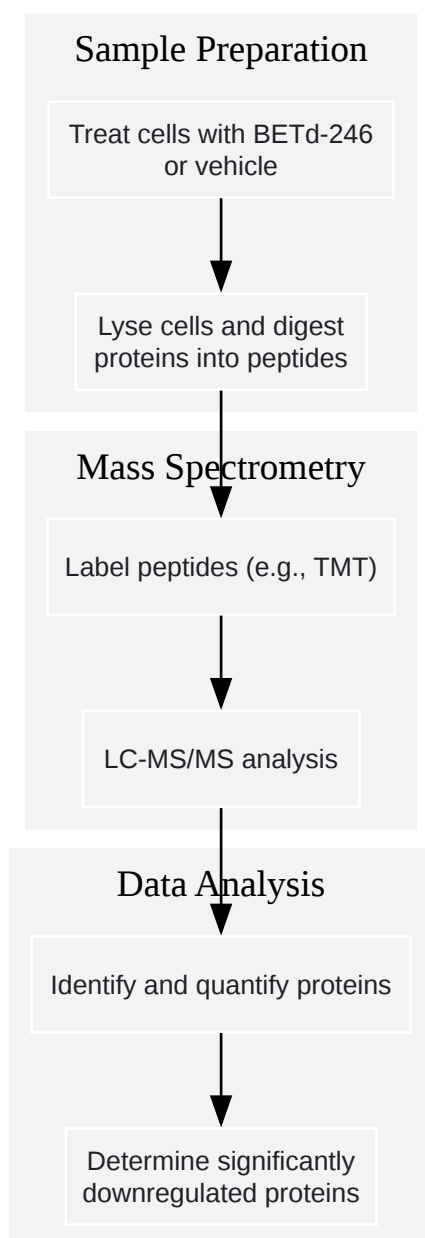 Sample Preparation
Treat cells with BETd-246
or vehicle
Lyse cells and digest
proteins into peptides
Mass Spectrometry
Label peptides (e.g., TMT)
LC-MS/MS analysis
Data Analysis
Identify and quantify proteins
Determine significantly
downregulated proteins